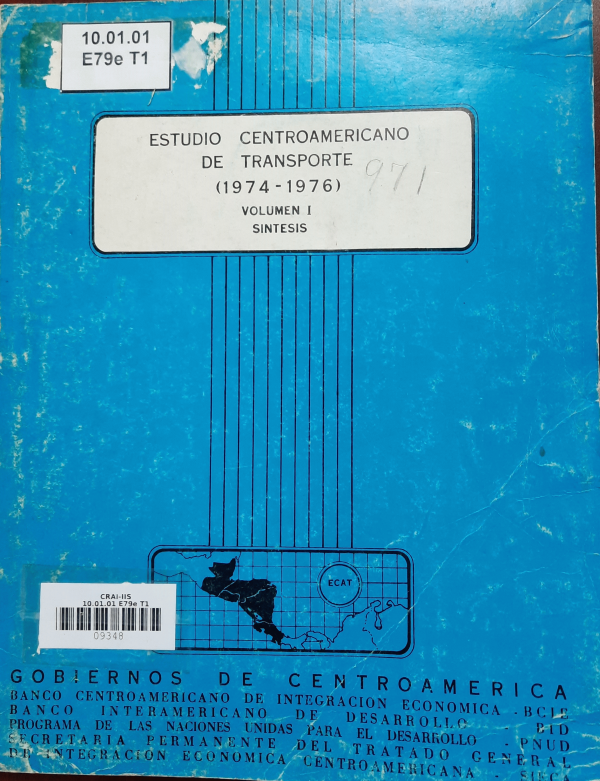 10.01.01
E79e T1
ESTUDIO CENTROAMERICANO
DE TRANSPORTE
(1974-1976)
971
VOLUMEN I
SINTESIS
ECAT
CRAI-IIS
10.01.01 E79e T1
09348
GOBIERNOS DE CENTROAMERICA
BANCO CENTROAMERICANO DE INTEGRACION ECONOMICA - BCIE
BANCO INTERAMERICANO DE DESARROLLO - BID
PROGRAMA DE LAS NACIONES UNIDAS PARA EL DESARROLLO - PNUD
SECRETARIA PERMANENTE DEL TRATADO GENERAL
DE INTEGRACION ECONOMICA CENTROAMERICANA - SIECA